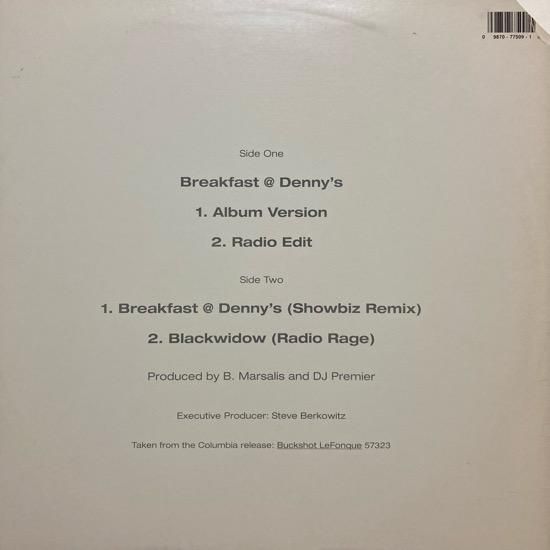 0 9870 - 77509 - 1
Side One
Breakfast @ Denny's
1. Album Version
2. Radio Edit
Side Two
1. Breakfast @ Denny's (Showbiz Remix)
2. Blackwidow (Radio Rage)
Produced by B. Marsalis and DJ Premier
Executive Producer: Steve Berkowitz
Taken from the Columbia release: Buckshot LeFonque 57323